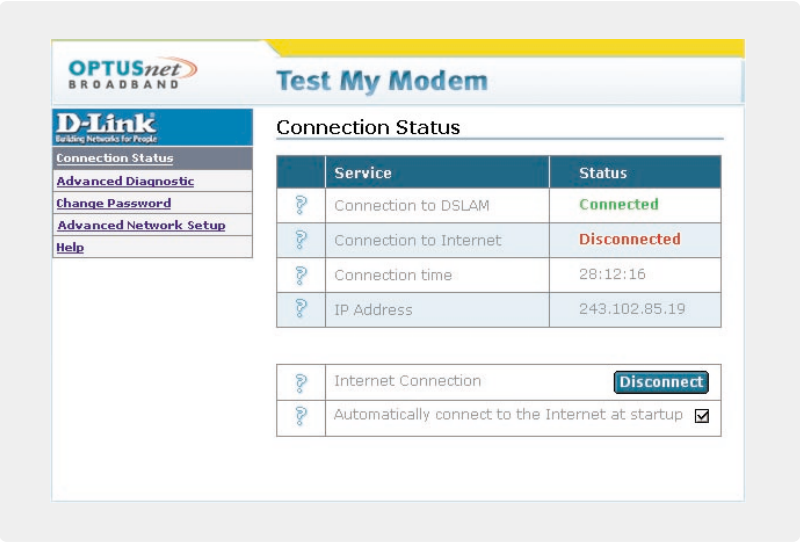 OPTUSnet
BROADBAND
Test My Modem
D-Link
Building Networks for People
Connection Status
Connection Status
Advanced Diagnostic
Change Password
Advanced Network Setup
Help
Service Status
? Connection to DSLAM Connected
? Connection to Internet Disconnected
? Connection time 28:12:16
? IP Address 243.102.85.19
? Internet Connection Disconnect
? Automatically connect to the Internet at startup